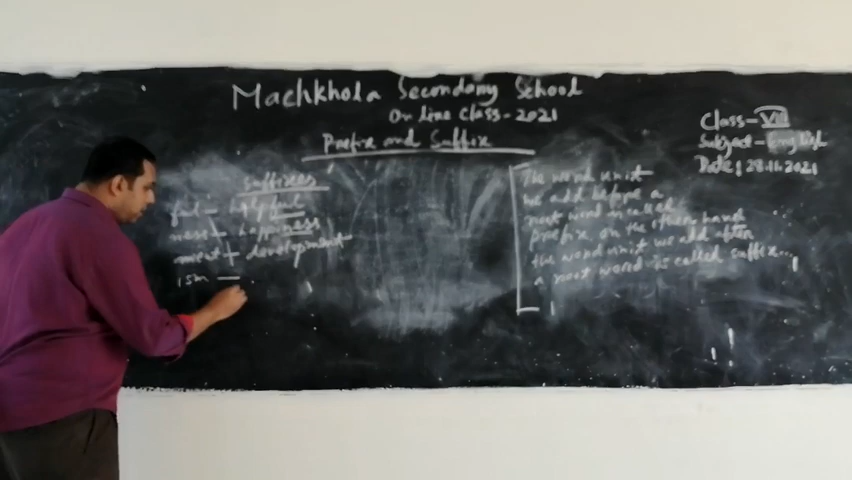 Machkhola Secondary School
On line Class-2021
Prefix and Suffix
Class-VIII
Subject-English
Date: 28.11.2021
Suffixes
ful - helpful
ness - happiness
ment - development
ism -
The word unit
we add before a
root word is called
prefix on the other hand
the word unit we add after
a root word is called suffix...